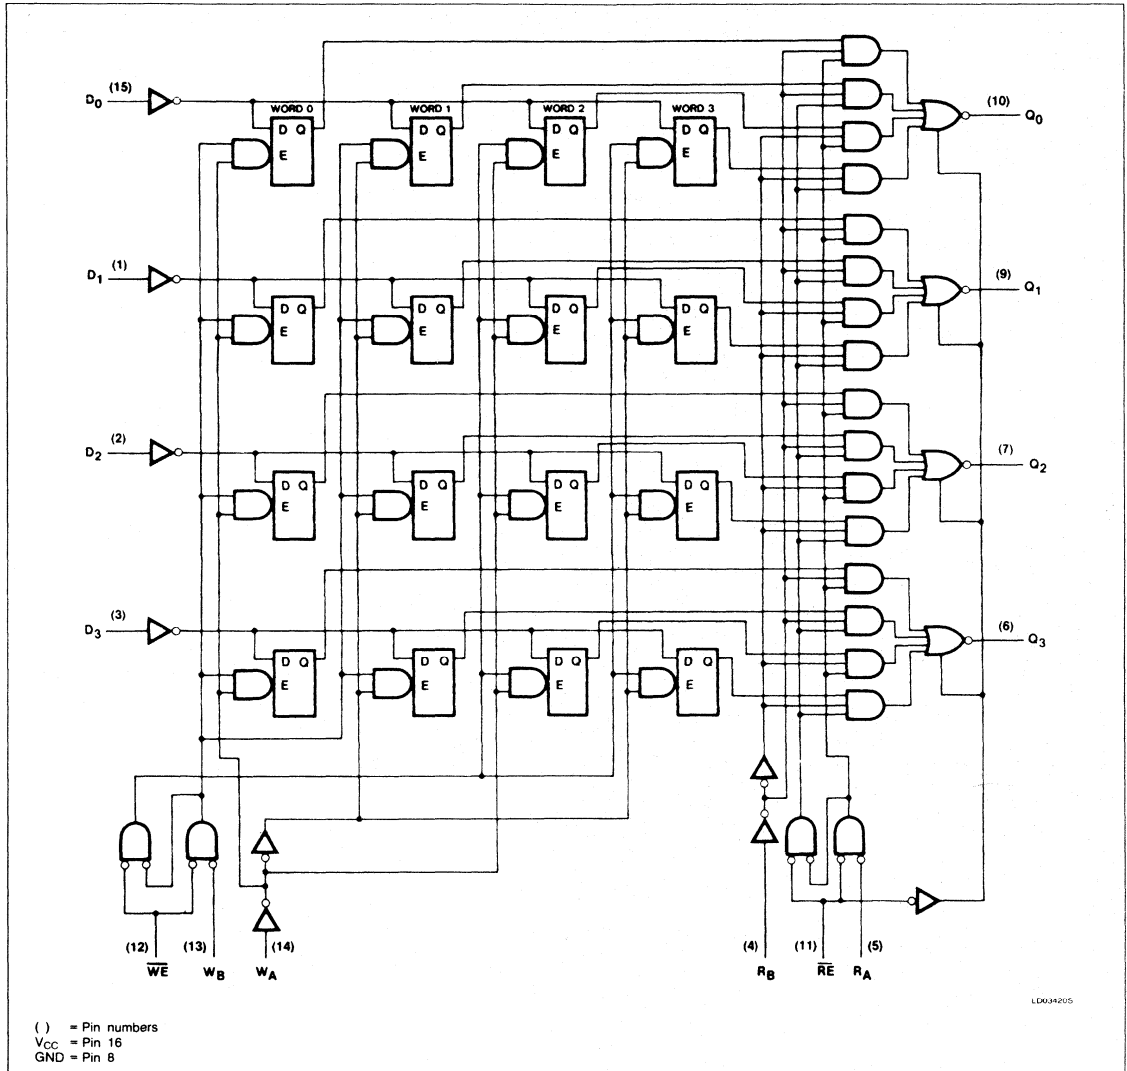 D0 (15)
WORD 0 WORD 1 WORD 2 WORD 3
D Q D Q D Q D Q
E E E E
(10) Q0
D1 (1)
D Q D Q D Q D Q
E E E E
(9) Q1
D2 (2)
D Q D Q D Q D Q
E E E E
(7) Q2
D3 (3)
D Q D Q D Q D Q
E E E E
(6) Q3
(12) (13) (14) (4) (11) (5)
W̅E̅ WB WA RB R̅E̅ RA
LD03420S
( ) = Pin numbers
VCC = Pin 16
GND = Pin 8